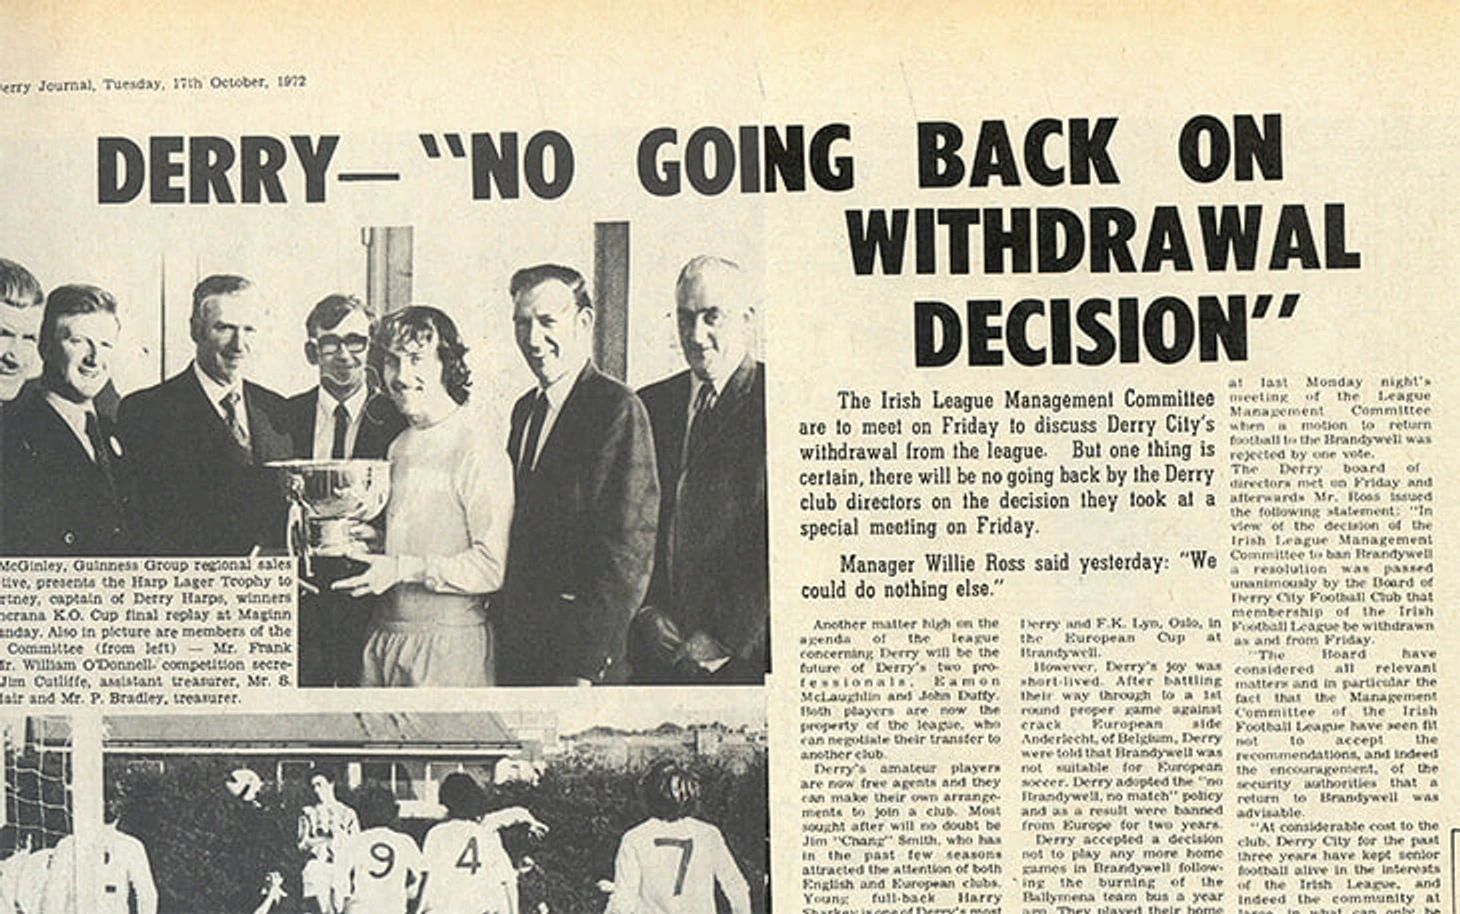 erry Journal, Tuesday, 17th October, 1972
DERRY—"NO GOING BACK ON
WITHDRAWAL
DECISION"
McGinley, Guinness Group regional sales
tive, presents the Harp Lager Trophy to
rtney, captain of Derry Harps, winners
ncrana K.O. Cup final replay at Maginn
unday. Also in picture are members of the
Committee (from left) — Mr. Frank
Mr. William O'Donnell competition secre-
Jim Cutliffe, assistant treasurer, Mr. S.
lair and Mr. P. Bradley, treasurer.
9
4
7
The Irish League Management Committee
are to meet on Friday to discuss Derry City's
withdrawal from the league. But one thing is
certain, there will be no going back by the Derry
club directors on the decision they took at a
special meeting on Friday.
Manager Willie Ross said yesterday: "We
could do nothing else."
Another matter high on the
agenda of the league
concerning Derry will be the
future of Derry's two pro-
fessionals, Eamon
McLaughlin and John Duffy.
Both players are now the
property of the league, who
can negotiate their transfer to
another club.
Derry's amateur players
are now free agents and they
can make their own arrange-
ments to join a club. Most
sought after will no doubt be
Jim "Chang" Smith, who has
in the past few seasons
attracted the attention of both
English and European clubs.
Young full-back Harry
Sharkey is one of Derry's most
Derry and F.K. Lyn, Oslo, in
the European Cup at
Brandywell.
However, Derry's joy was
short-lived. After battling
their way through to a 1st
round proper game against
crack European side
Anderlecht, of Belgium, Derry
were told that Brandywell was
not suitable for European
soccer. Derry adopted the "no
Brandywell, no match" policy
and as a result were banned
from Europe for two years.
Derry accepted a decision
not to play any more home
games in Brandywell follow-
ing the burning of the
Ballymena team bus a year
ago. They played their home
at last Monday night's
meeting of the League
Management Committee
when a motion to return
football to the Brandywell was
rejected by one vote.
The Derry board of
directors met on Friday and
afterwards Mr. Ross issued
the following statement: "In
view of the decision of the
Irish League Management
Committee to ban Brandywell
a resolution was passed
unanimously by the Board of
Derry City Football Club that
membership of the Irish
Football League be withdrawn
as and from Friday.
"The Board have
considered all relevant
matters and in particular the
fact that the Management
Committee of the Irish
Football League have seen fit
not to accept the
recommendations, and indeed
the encouragement, of the
security authorities that a
return to Brandywell was
advisable.
"At considerable cost to the
club, Derry City for the past
three years have kept senior
football alive in the interests
of the Irish League, and
indeed the community at
in what can only be